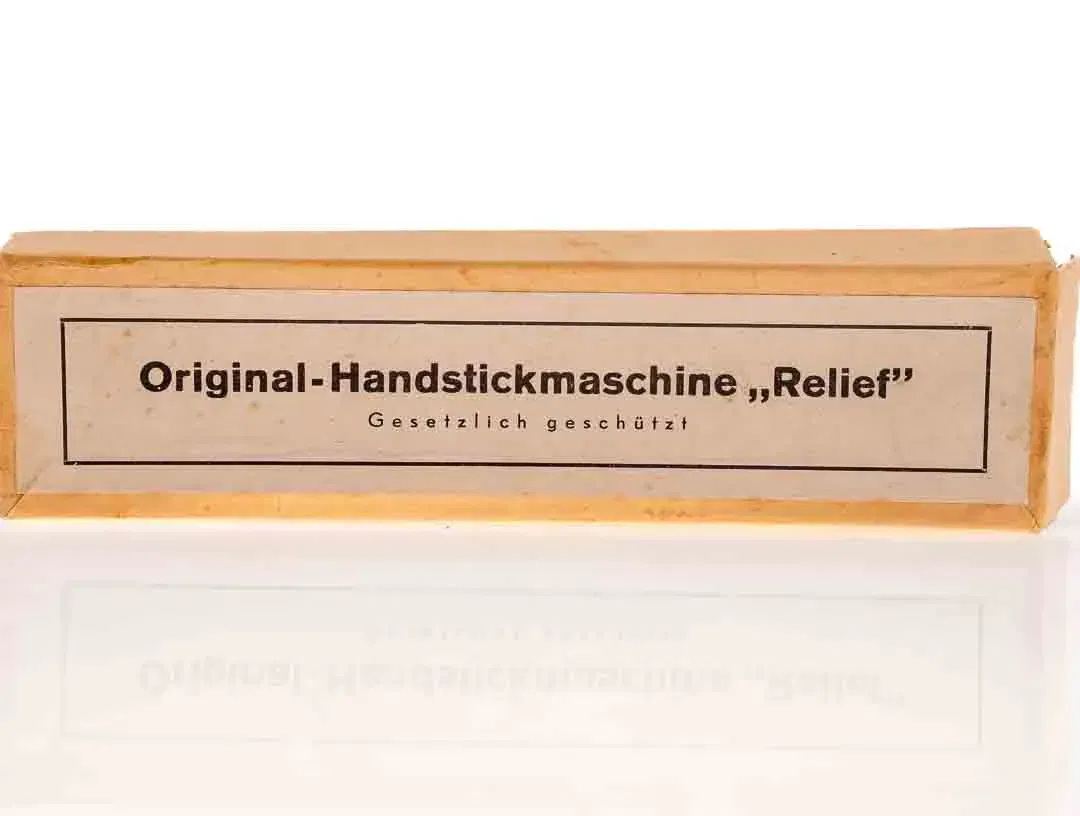 Original-Handstickmaschine „Relief”
Gesetzlich geschützt